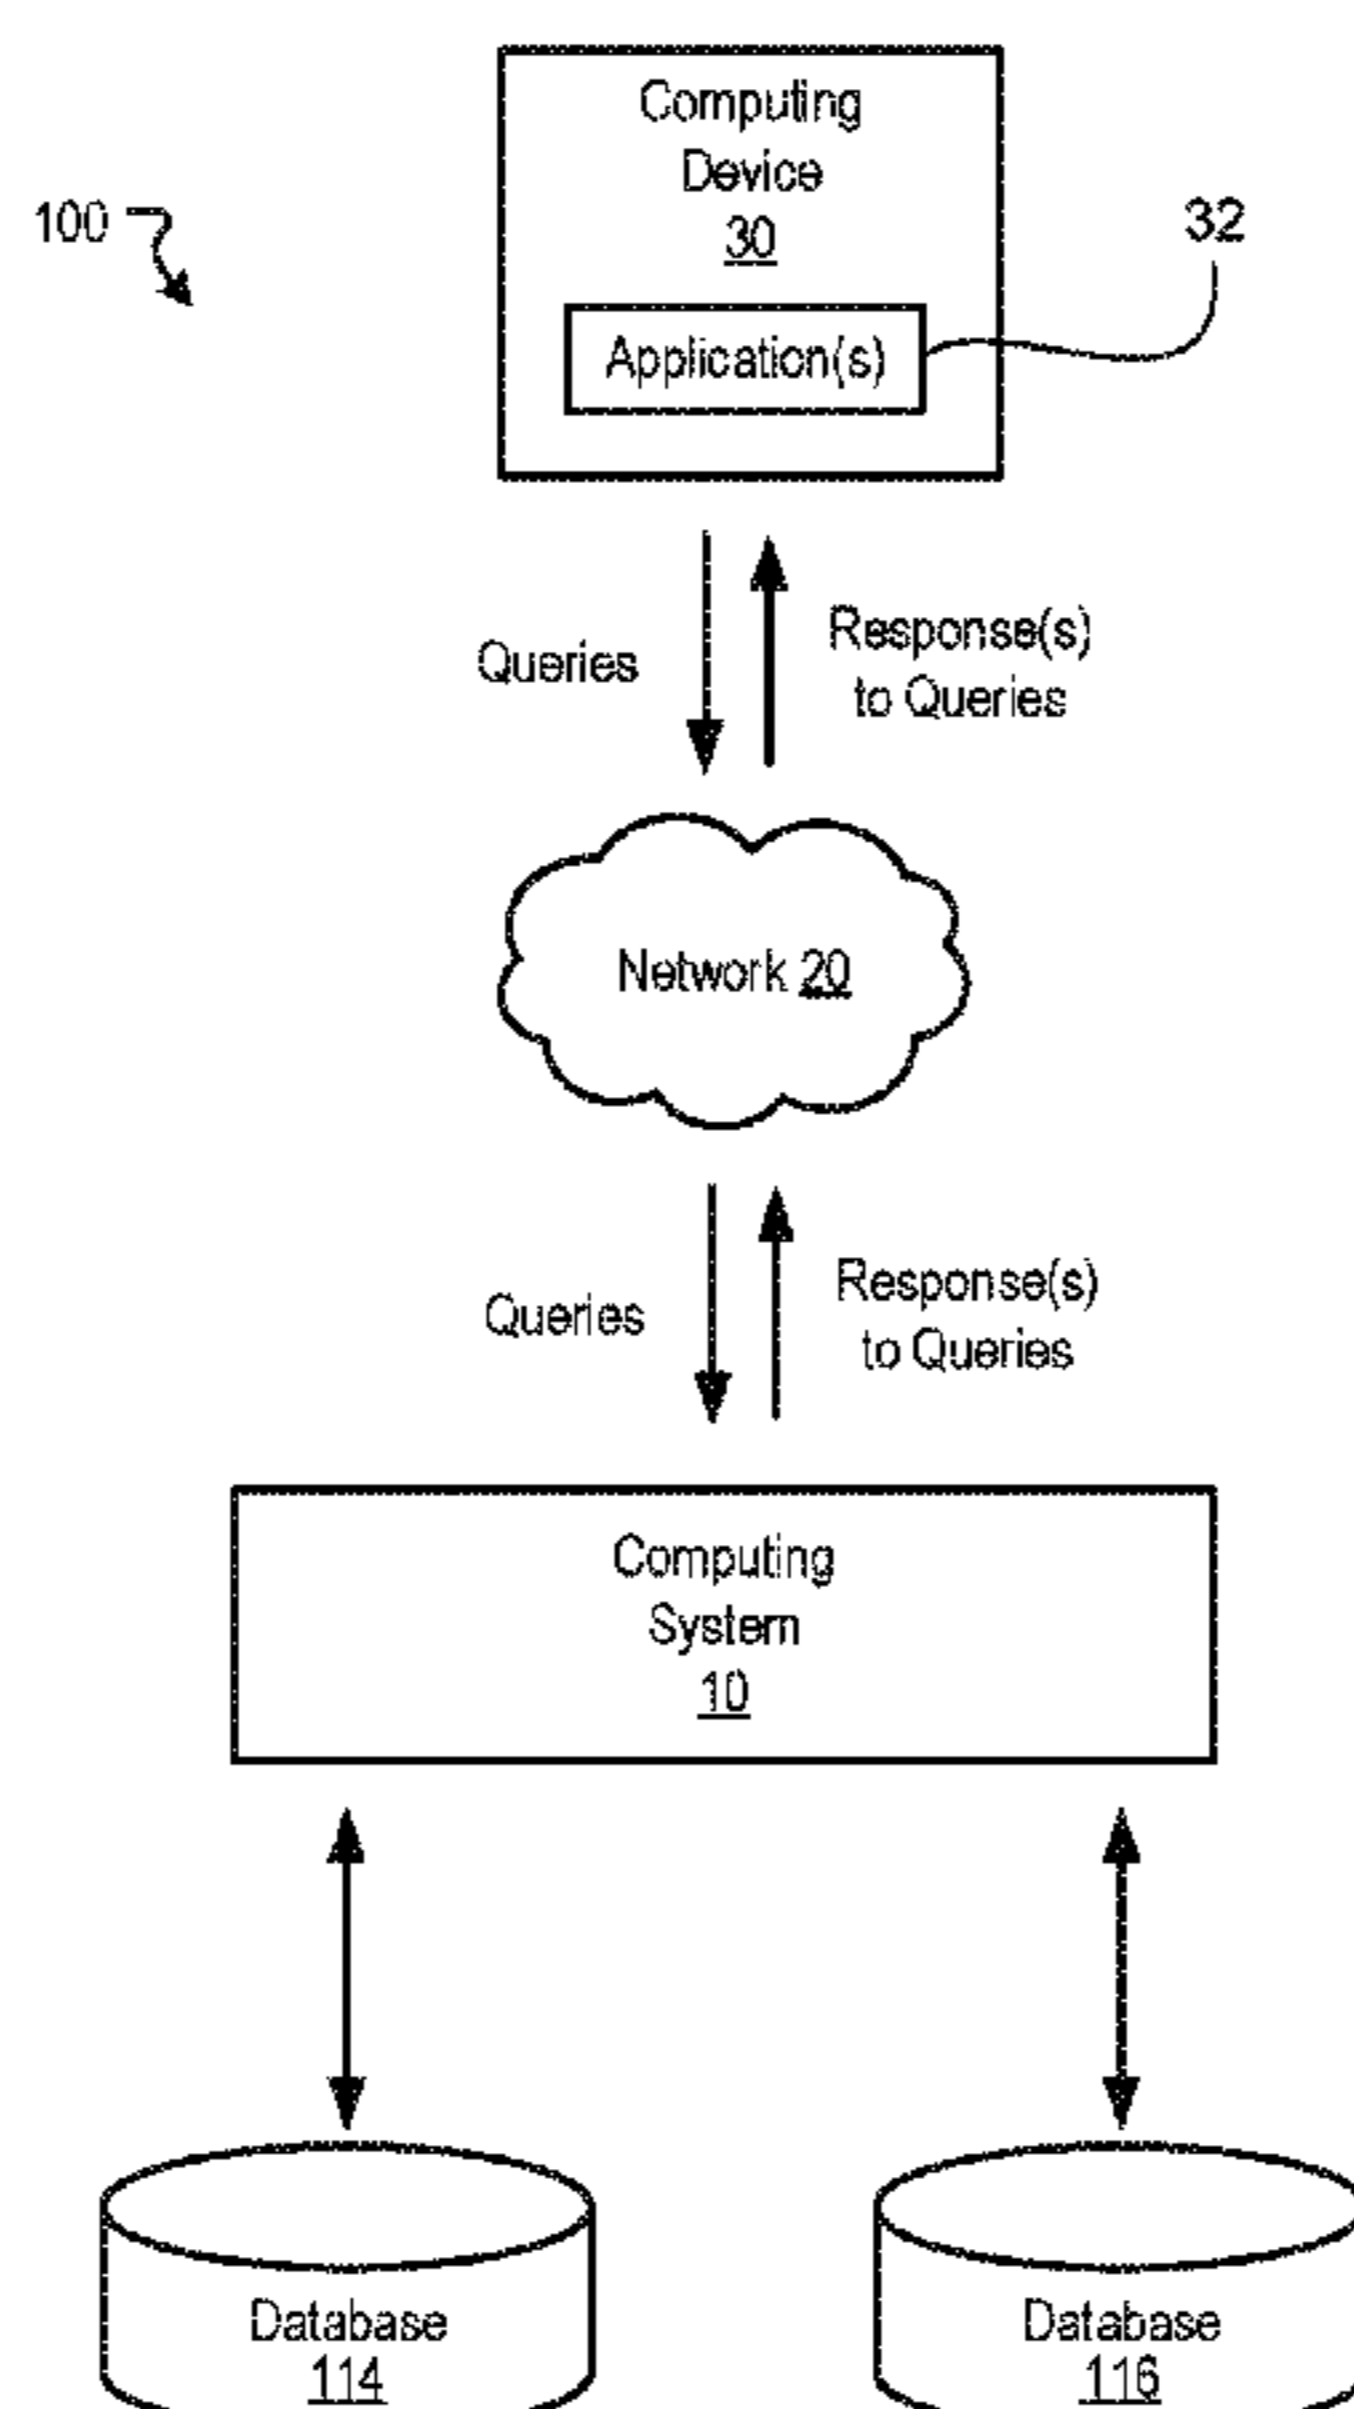 Computing
Device
30
100
32
Application(s)
Queries
Response(s)
to Queries
Network 20
Queries
Response(s)
to Queries
Computing
System
10
Database
114
Database
116